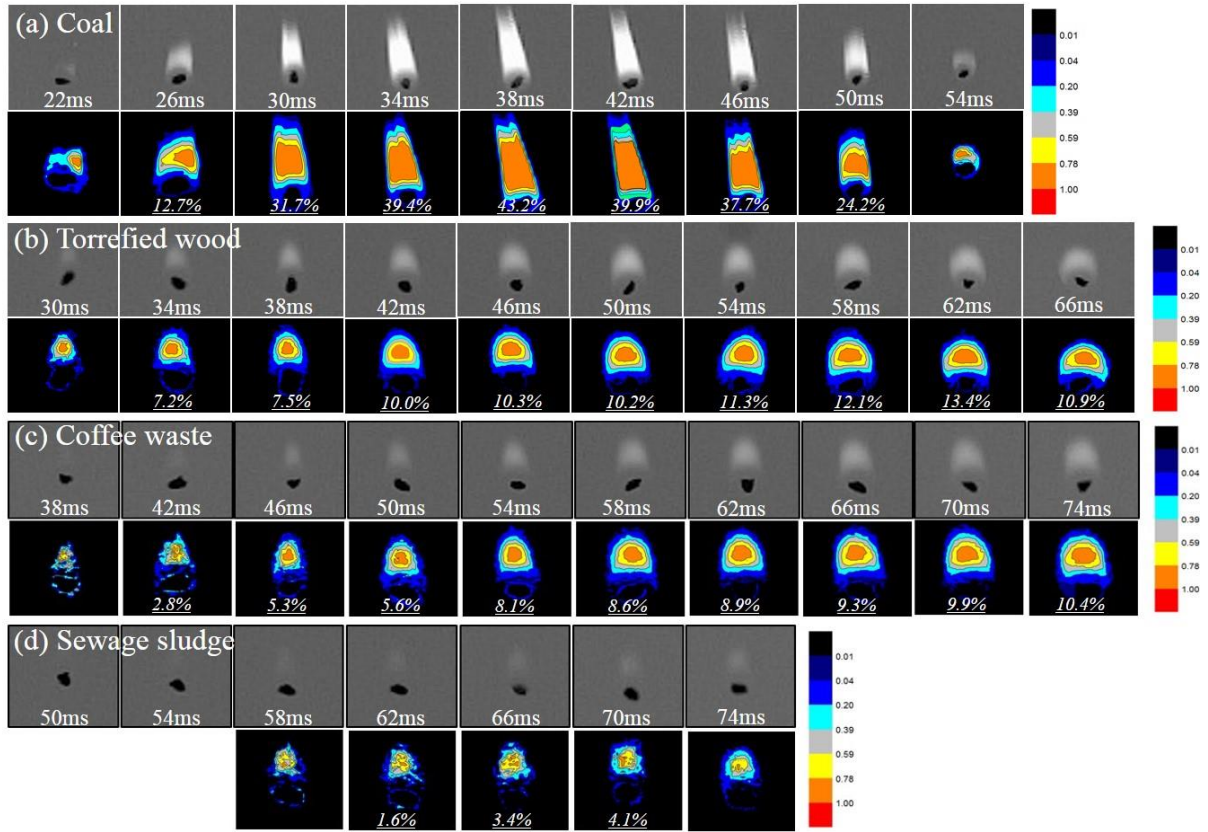 (a) Coal
22ms 26ms 30ms 34ms 38ms 42ms 46ms 50ms 54ms
12.7% 31.7% 39.4% 43.2% 39.9% 37.7% 24.2%
0.01
0.04
0.20
0.39
0.59
0.78
1.00
(b) Torrefied wood
30ms 34ms 38ms 42ms 46ms 50ms 54ms 58ms 62ms 66ms
7.2% 7.5% 10.0% 10.3% 10.2% 11.3% 12.1% 13.4% 10.9%
0.01
0.04
0.20
0.39
0.59
0.78
1.00
(c) Coffee waste
38ms 42ms 46ms 50ms 54ms 58ms 62ms 66ms 70ms 74ms
2.8% 5.3% 5.6% 8.1% 8.6% 8.9% 9.3% 9.9% 10.4%
0.01
0.04
0.20
0.39
0.59
0.78
1.00
(d) Sewage sludge
50ms 54ms 58ms 62ms 66ms 70ms 74ms
1.6% 3.4% 4.1%
0.01
0.04
0.20
0.39
0.59
0.78
1.00